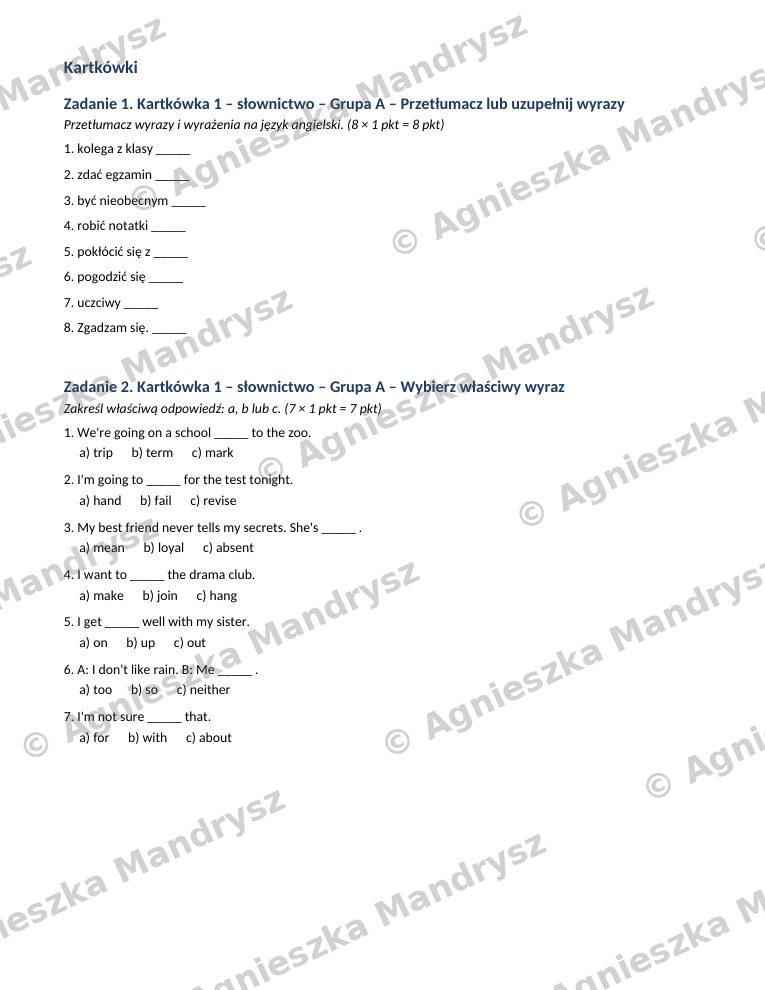 Kartkówki
Zadanie 1. Kartkówka 1 – słownictwo – Grupa A – Przetłumacz lub uzupełnij wyrazy
Przetłumacz wyrazy i wyrażenia na język angielski. (8 × 1 pkt = 8 pkt)
1. kolega z klasy _____
2. zdać egzamin _____
3. być nieobecnym _____
4. robić notatki _____
5. pokłócić się z _____
6. pogodzić się _____
7. uczciwy _____
8. Zgadzam się. _____
Zadanie 2. Kartkówka 1 – słownictwo – Grupa A – Wybierz właściwy wyraz
Zakreśl właściwą odpowiedź: a, b lub c. (7 × 1 pkt = 7 pkt)
1. We're going on a school _____ to the zoo.
a) trip b) term c) mark
2. I'm going to _____ for the test tonight.
a) hand b) fail c) revise
3. My best friend never tells my secrets. She's _____ .
a) mean b) loyal c) absent
4. I want to _____ the drama club.
a) make b) join c) hang
5. I get _____ well with my sister.
a) on b) up c) out
6. A: I don't like rain. B: Me _____ .
a) too b) so c) neither
7. I'm not sure _____ that.
a) for b) with c) about
© Agnieszka Mandrysz